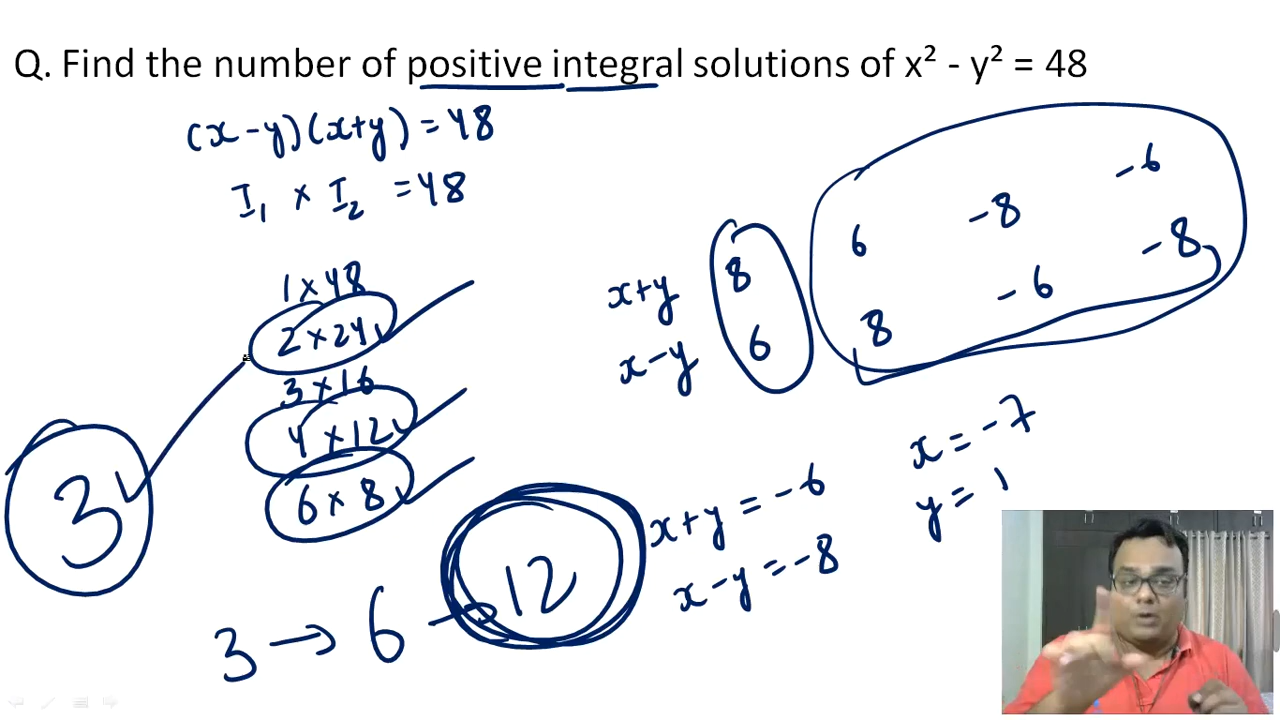 Q. Find the number of positive integral solutions of x² - y² = 48
(x-y)(x+y) = 48
I₁ × I₂ = 48
1 × 48
2 × 24
3 × 16
4 × 12
6 × 8
3
3 → 6 → 12
x+y 8 6 -8 -6
x-y 6 8 -6 -8
x+y = -6
x-y = -8
x = -7
y = 1